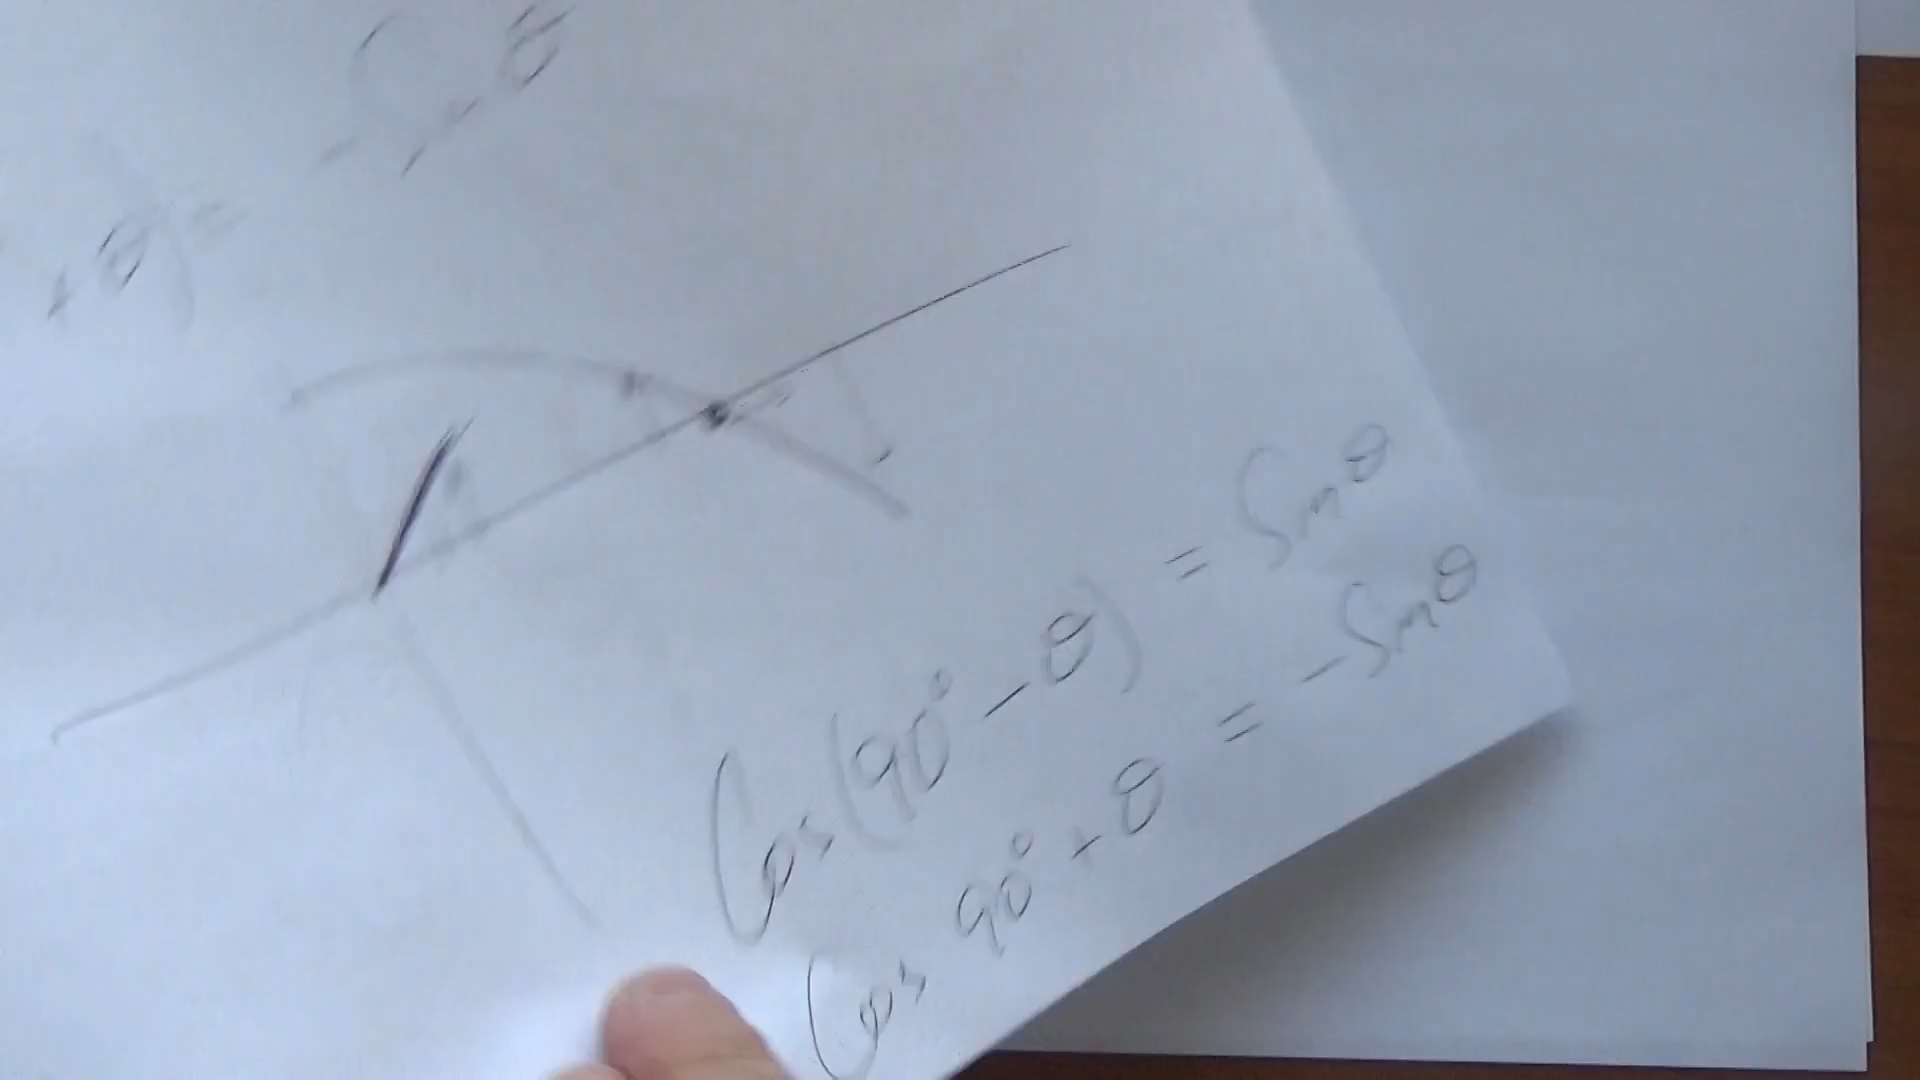 + θ) =
Cos(90° - θ) = Sinθ
Cos 90° + θ = -Sinθ